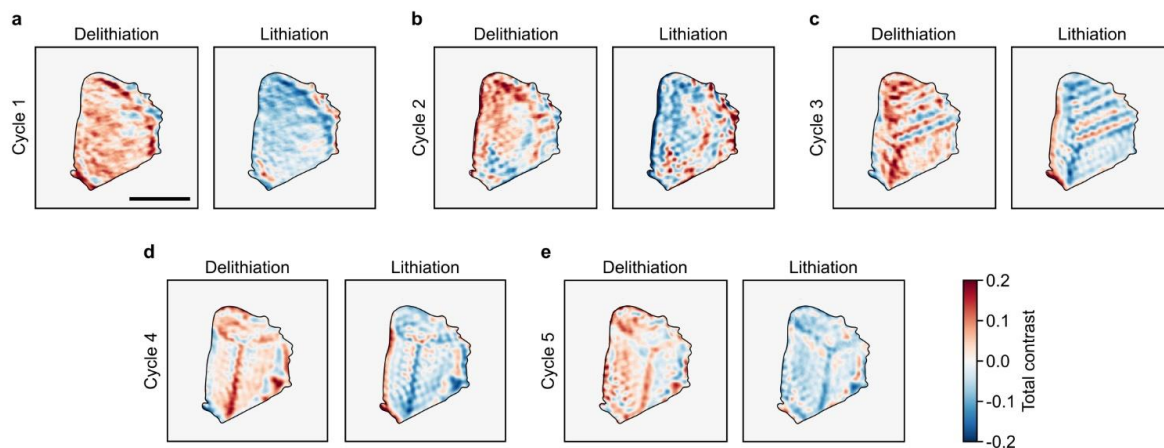 a
Delithiation Lithiation
Cycle 1
b
Delithiation Lithiation
Cycle 2
c
Delithiation Lithiation
Cycle 3
d
Delithiation Lithiation
Cycle 4
e
Delithiation Lithiation
Cycle 5
0.2
0.1
0.0
-0.1
-0.2
Total contrast